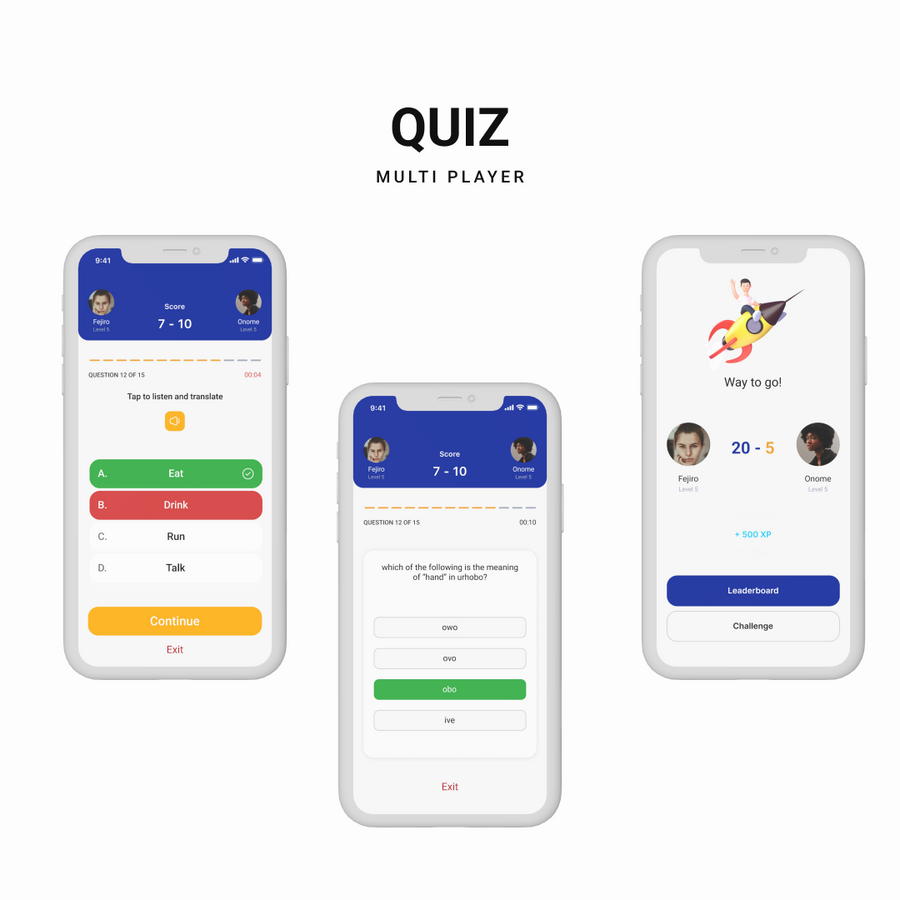 QUIZ
MULTI PLAYER
9:41
Score
7 - 10
Fejiro
Level 5
Onome
Level 5
QUESTION 12 OF 15
00:04
Tap to listen and translate
A.
Eat
B.
Drink
C.
Run
D.
Talk
Continue
Exit
9:41
Score
7 - 10
Fejiro
Level 5
Onome
Level 5
QUESTION 12 OF 15
00:10
which of the following is the meaning
of “hand” in urhobo?
owo
ovo
obo
ive
Exit
Way to go!
20 - 5
Fejiro
Level 5
Onome
Level 5
+ 500 XP
Leaderboard
Challenge